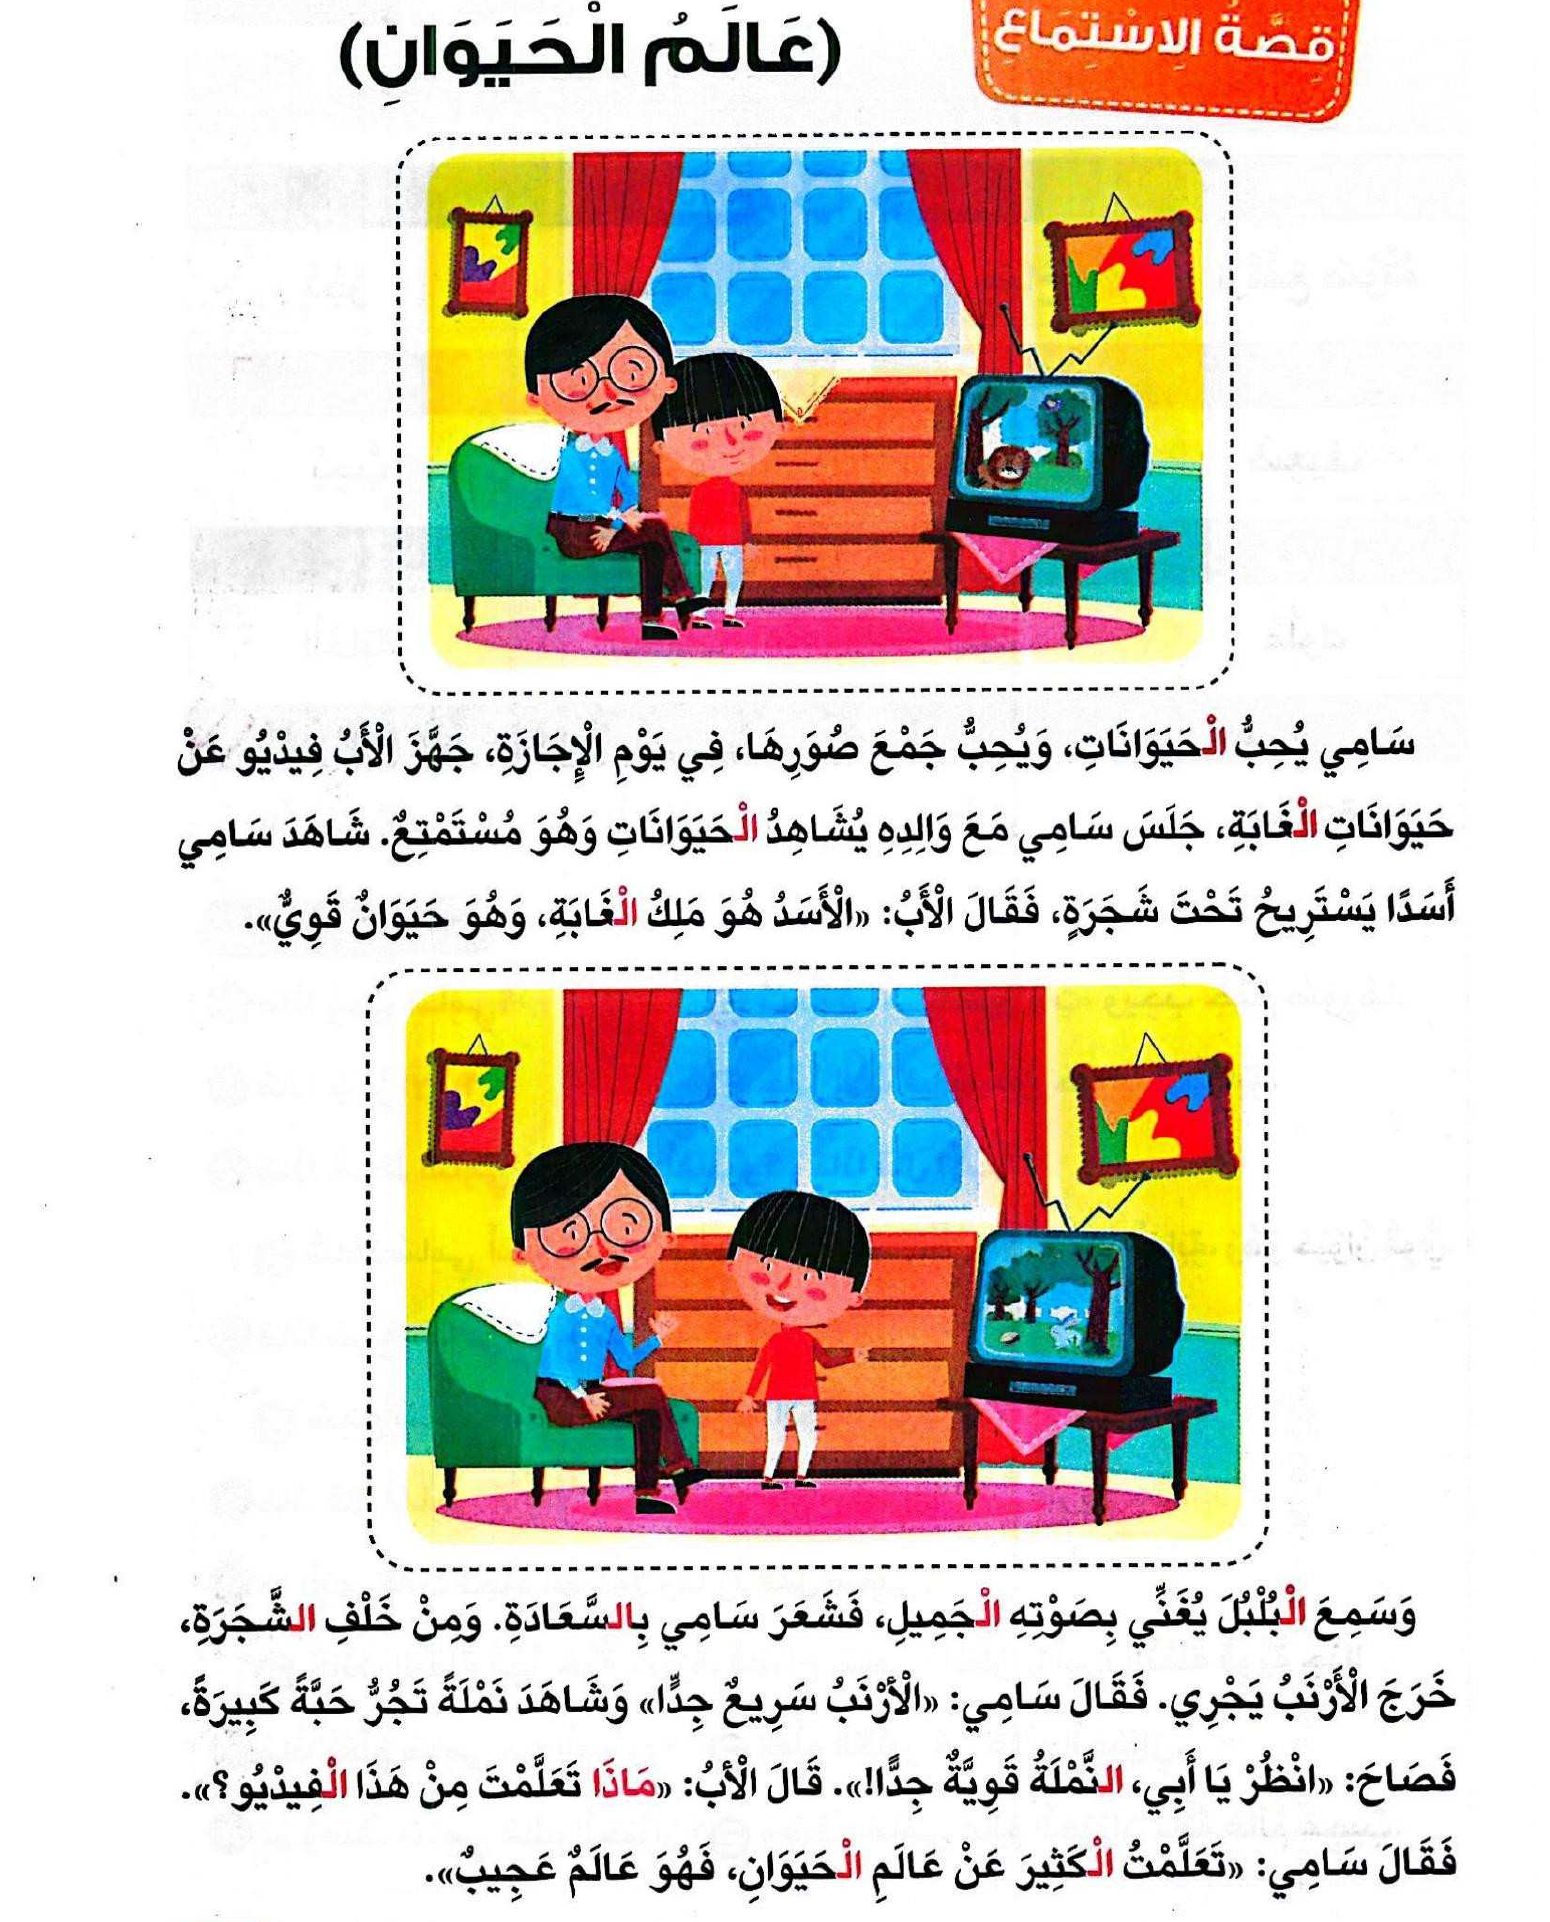 قِصَّةُ الِاسْتِمَاعِ
(عَالَمُ الْحَيَوَانِ)
سَامِي يُحِبُّ الْحَيَوَانَاتِ، وَيُحِبُّ جَمْعَ صُوَرِهَا، فِي يَوْمِ الْإِجَازَةِ، جَهَّزَ الْأَبُ فِيدْيُو عَنْ
حَيَوَانَاتِ الْغَابَةِ، جَلَسَ سَامِي مَعَ وَالِدِهِ يُشَاهِدُ الْحَيَوَانَاتِ وَهُوَ مُسْتَمْتِعٌ. شَاهَدَ سَامِي
أَسَدًا يَسْتَرِيحُ تَحْتَ شَجَرَةٍ، فَقَالَ الْأَبُ: «الْأَسَدُ هُوَ مَلِكُ الْغَابَةِ، وَهُوَ حَيَوَانٌ قَوِيٌّ».
وَسَمِعَ الْبُلْبُلَ يُغَنِّي بِصَوْتِهِ الْجَمِيلِ، فَشَعَرَ سَامِي بِالسَّعَادَةِ. وَمِنْ خَلْفِ الشَّجَرَةِ،
خَرَجَ الْأَرْنَبُ يَجْرِي. فَقَالَ سَامِي: «الْأَرْنَبُ سَرِيعٌ جِدًّا» وَشَاهَدَ نَمْلَةً تَجُرُّ حَبَّةً كَبِيرَةً،
فَصَاحَ: «انْظُرْ يَا أَبِي، النَّمْلَةُ قَوِيَّةٌ جِدًّا!». قَالَ الْأَبُ: «مَاذَا تَعَلَّمْتَ مِنْ هَذَا الْفِيدْيُو؟».
فَقَالَ سَامِي: «تَعَلَّمْتُ الْكَثِيرَ عَنْ عَالَمِ الْحَيَوَانِ، فَهُوَ عَالَمٌ عَجِيبٌ».